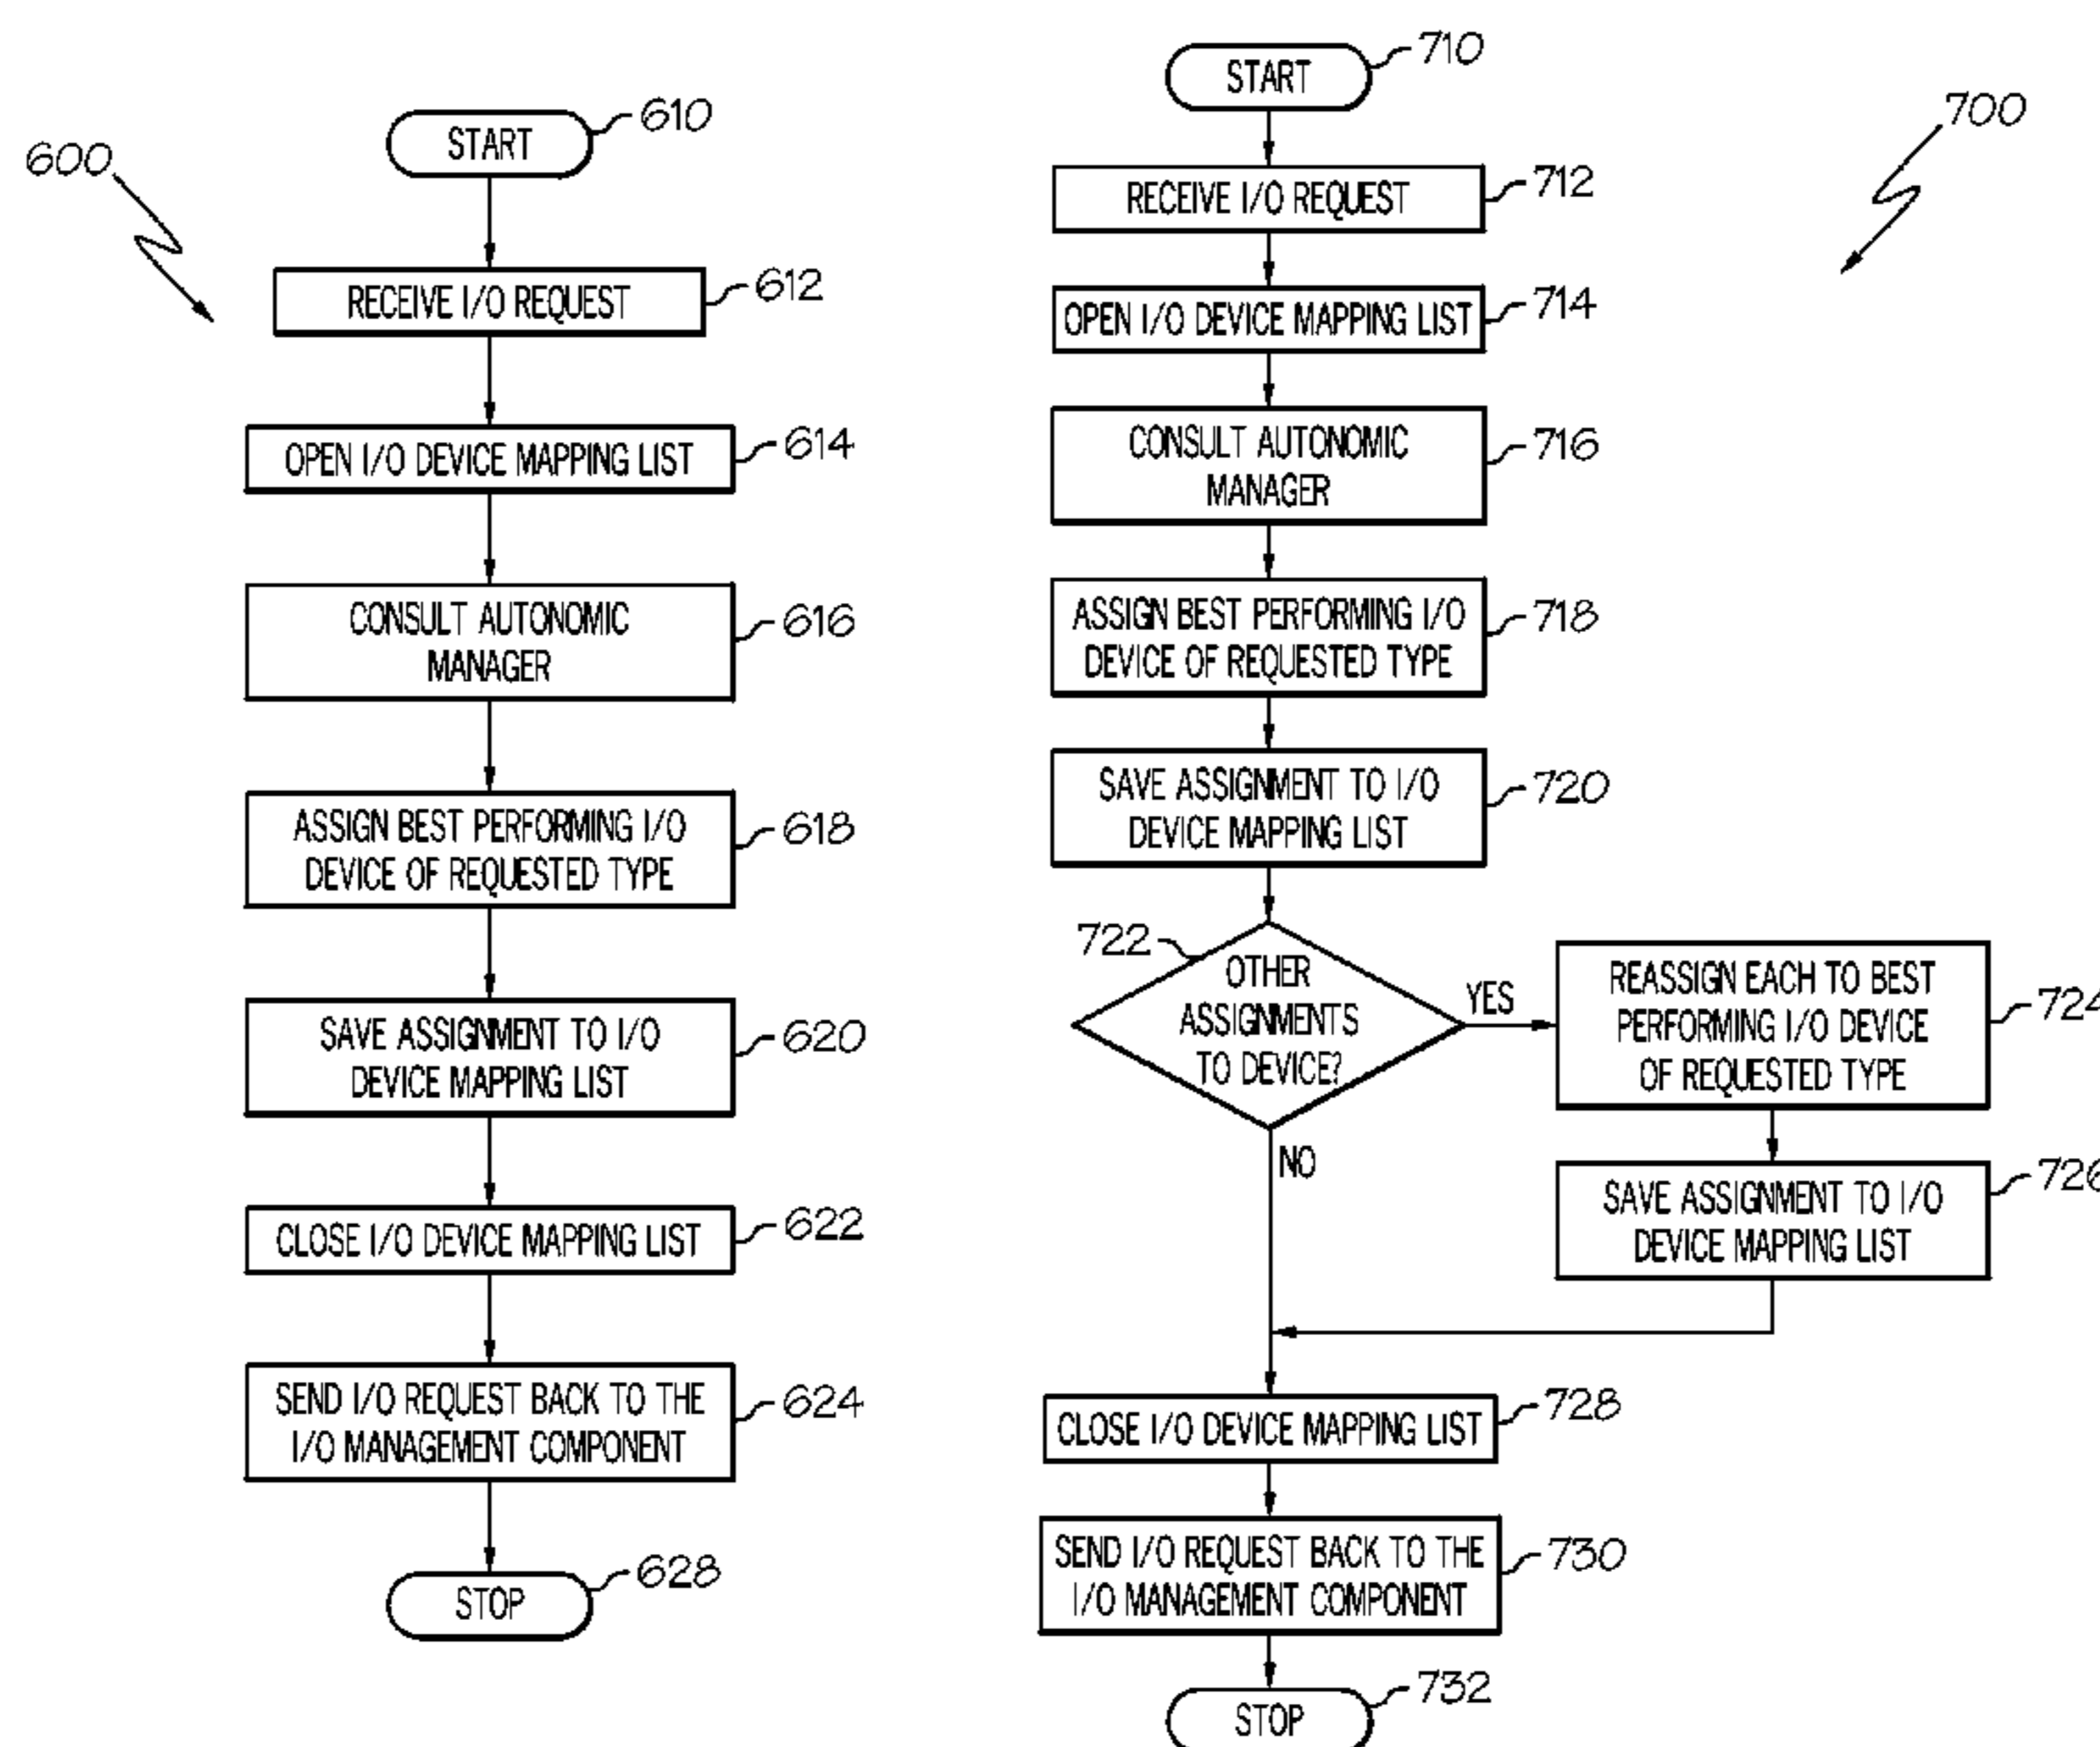 600
START
610
RECEIVE I/O REQUEST
612
OPEN I/O DEVICE MAPPING LIST
614
CONSULT AUTONOMIC
MANAGER
616
ASSIGN BEST PERFORMING I/O
DEVICE OF REQUESTED TYPE
618
SAVE ASSIGNMENT TO I/O
DEVICE MAPPING LIST
620
CLOSE I/O DEVICE MAPPING LIST
622
SEND I/O REQUEST BACK TO THE
I/O MANAGEMENT COMPONENT
624
STOP
628
700
START
710
RECEIVE I/O REQUEST
712
OPEN I/O DEVICE MAPPING LIST
714
CONSULT AUTONOMIC
MANAGER
716
ASSIGN BEST PERFORMING I/O
DEVICE OF REQUESTED TYPE
718
SAVE ASSIGNMENT TO I/O
DEVICE MAPPING LIST
720
722
OTHER
ASSIGNMENTS
TO DEVICE?
YES
REASSIGN EACH TO BEST
PERFORMING I/O DEVICE
OF REQUESTED TYPE
724
NO
SAVE ASSIGNMENT TO I/O
DEVICE MAPPING LIST
726
CLOSE I/O DEVICE MAPPING LIST
728
SEND I/O REQUEST BACK TO THE
I/O MANAGEMENT COMPONENT
730
STOP
732